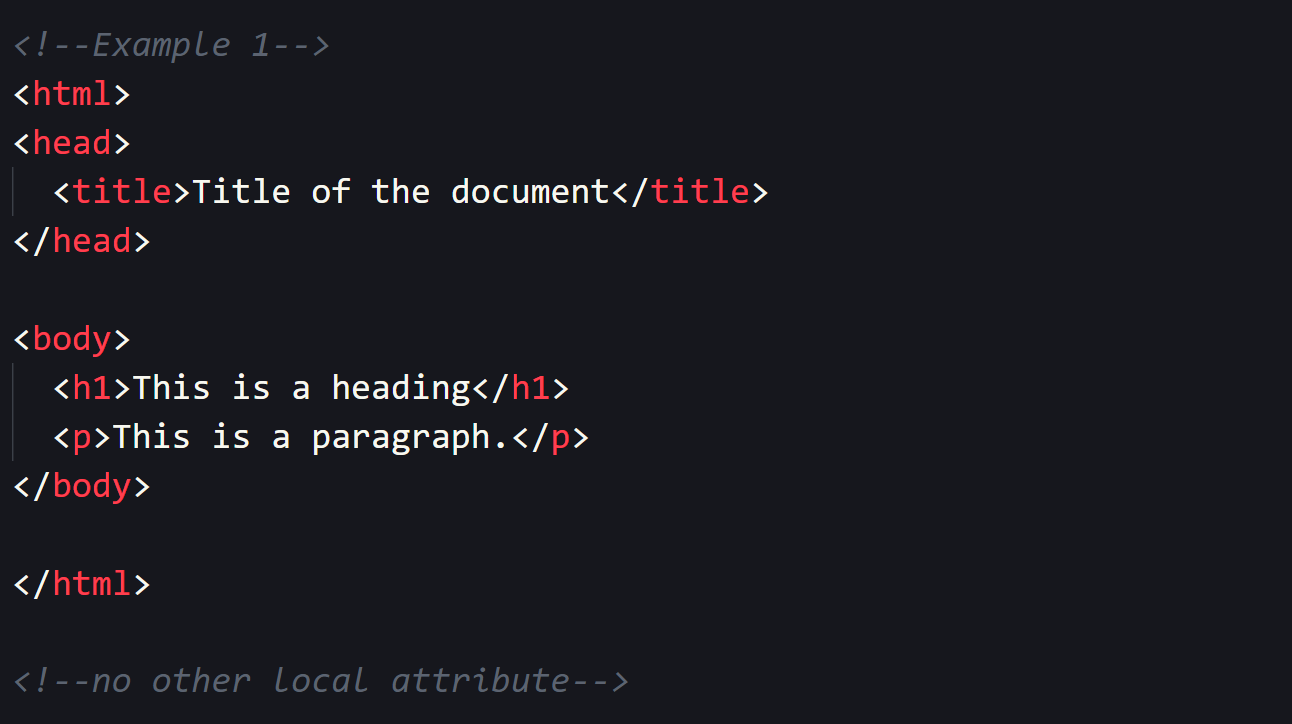 <!--Example 1-->
<html>
<head>
<title>Title of the document</title>
</head>
<body>
<h1>This is a heading</h1>
<p>This is a paragraph.</p>
</body>
</html>
<!--no other local attribute-->